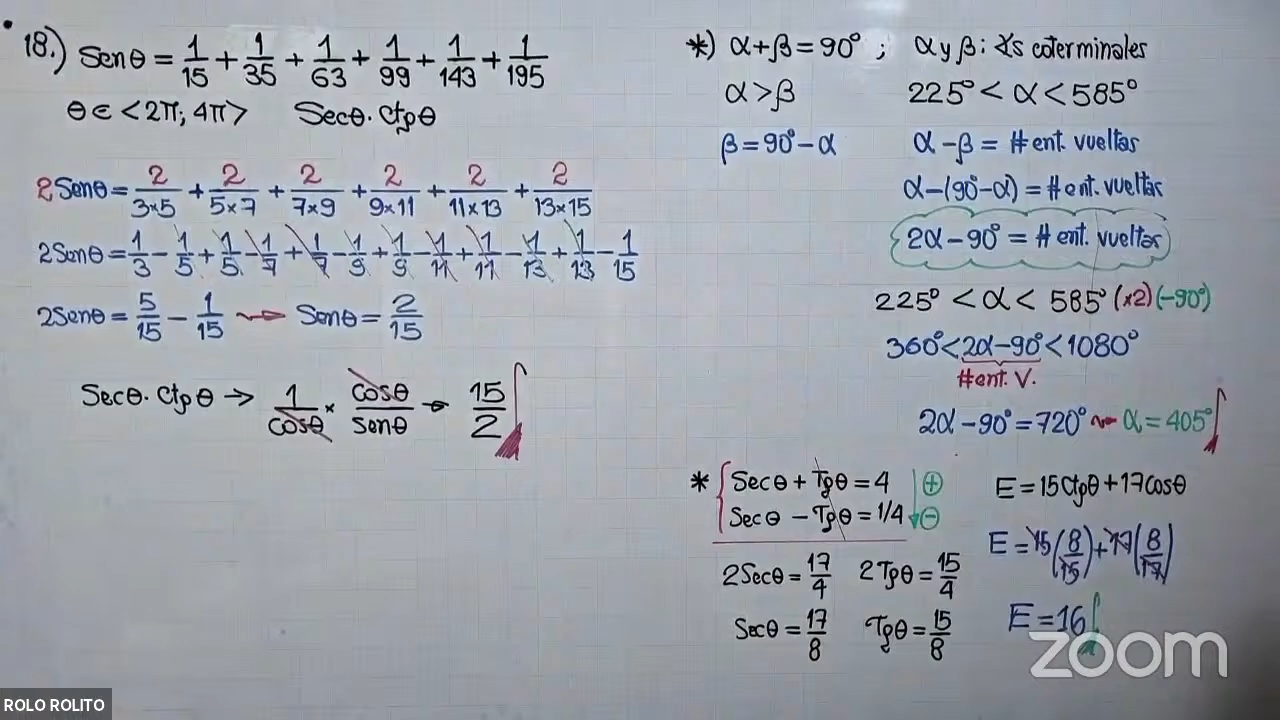 18.) Senθ = 1/15 + 1/35 + 1/63 + 1/99 + 1/143 + 1/195
θ ∈ <2π; 4π> Secθ. Ctgθ
2Senθ = 2/3×5 + 2/5×7 + 2/7×9 + 2/9×11 + 2/11×13 + 2/13×15
2Senθ = 1/3 - 1/5 + 1/5 - 1/7 + 1/7 - 1/9 + 1/9 - 1/11 + 1/11 - 1/13 + 1/13 - 1/15
2Senθ = 5/15 - 1/15 → Senθ = 2/15
Secθ. Ctgθ → 1/cosθ × cosθ/senθ → 15/2
*) α+β = 90° ; α y β : ∢s coterminales
α > β 225° < α < 585°
β = 90° - α α - β = # ent. vueltas
α - (90° - α) = # ent. vueltas
2α - 90° = # ent. vueltas
225° < α < 585° (×2) (-90°)
360° < 2α - 90° < 1080°
# ent. V.
2α - 90° = 720° → α = 405°
* Secθ + Tgθ = 4 ⊕ E = 15Ctgθ + 17cosθ
Secθ - Tgθ = 1/4 ⊖
E = 15(8/15) + 17(8/17)
2Secθ = 17/4 2Tgθ = 15/4
Secθ = 17/8 Tgθ = 15/8
E = 16
zoom
ROLO ROLITO